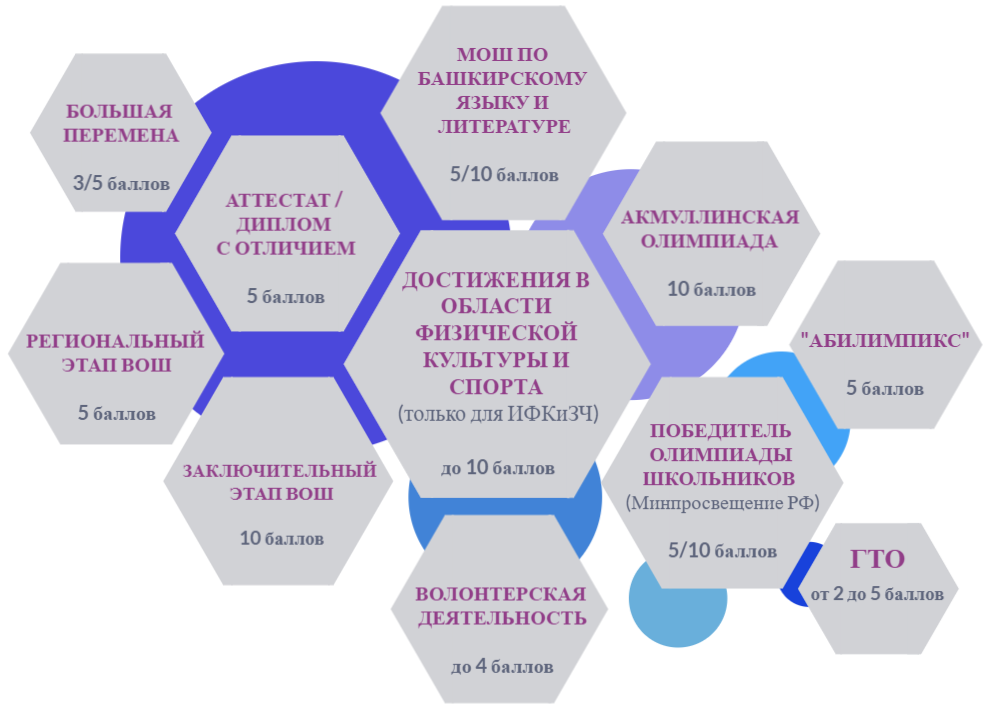 МОШ ПО
БАШКИРСКОМУ
ЯЗЫКУ И
ЛИТЕРАТУРЕ
5/10 баллов
БОЛЬШАЯ
ПЕРЕМЕНА
3/5 баллов
АТТЕСТАТ /
ДИПЛОМ
С ОТЛИЧИЕМ
5 баллов
АКМУЛЛИНСКАЯ
ОЛИМПИАДА
10 баллов
ДОСТИЖЕНИЯ В
ОБЛАСТИ
ФИЗИЧЕСКОЙ
КУЛЬТУРЫ И
СПОРТА
(только для ИФКиЗЧ)
до 10 баллов
РЕГИОНАЛЬНЫЙ
ЭТАП ВОШ
5 баллов
"АБИЛИМПИКС"
5 баллов
ЗАКЛЮЧИТЕЛЬНЫЙ
ЭТАП ВОШ
10 баллов
ПОБЕДИТЕЛЬ
ОЛИМПИАДЫ
ШКОЛЬНИКОВ
(Минпросвещение РФ)
5/10 баллов
ГТО
от 2 до 5 баллов
ВОЛОНТЕРСКАЯ
ДЕЯТЕЛЬНОСТЬ
до 4 баллов